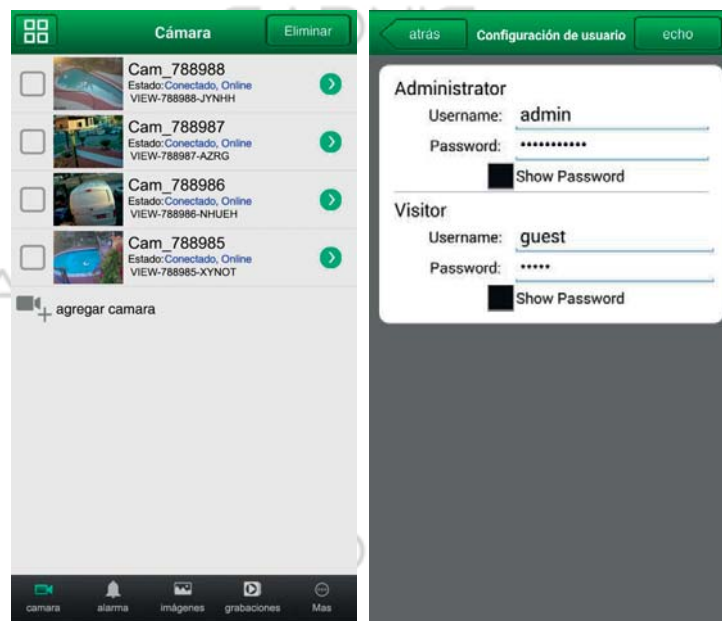 Cámara
Eliminar
Cam_788988
Estado:Conectado, Online
VIEW-788988-JYNHH
Cam_788987
Estado:Conectado, Online
VIEW-788987-AZRG
Cam_788986
Estado:Conectado, Online
VIEW-788986-NHUEH
Cam_788985
Estado:Conectado, Online
VIEW-788985-XYNOT
agregar camara
camara
alarma
imágenes
grabaciones
Mas
atrás
Configuración de usuario
echo
Administrator
Username: admin
Password: •••••••••••
Show Password
Visitor
Username: guest
Password: •••••
Show Password